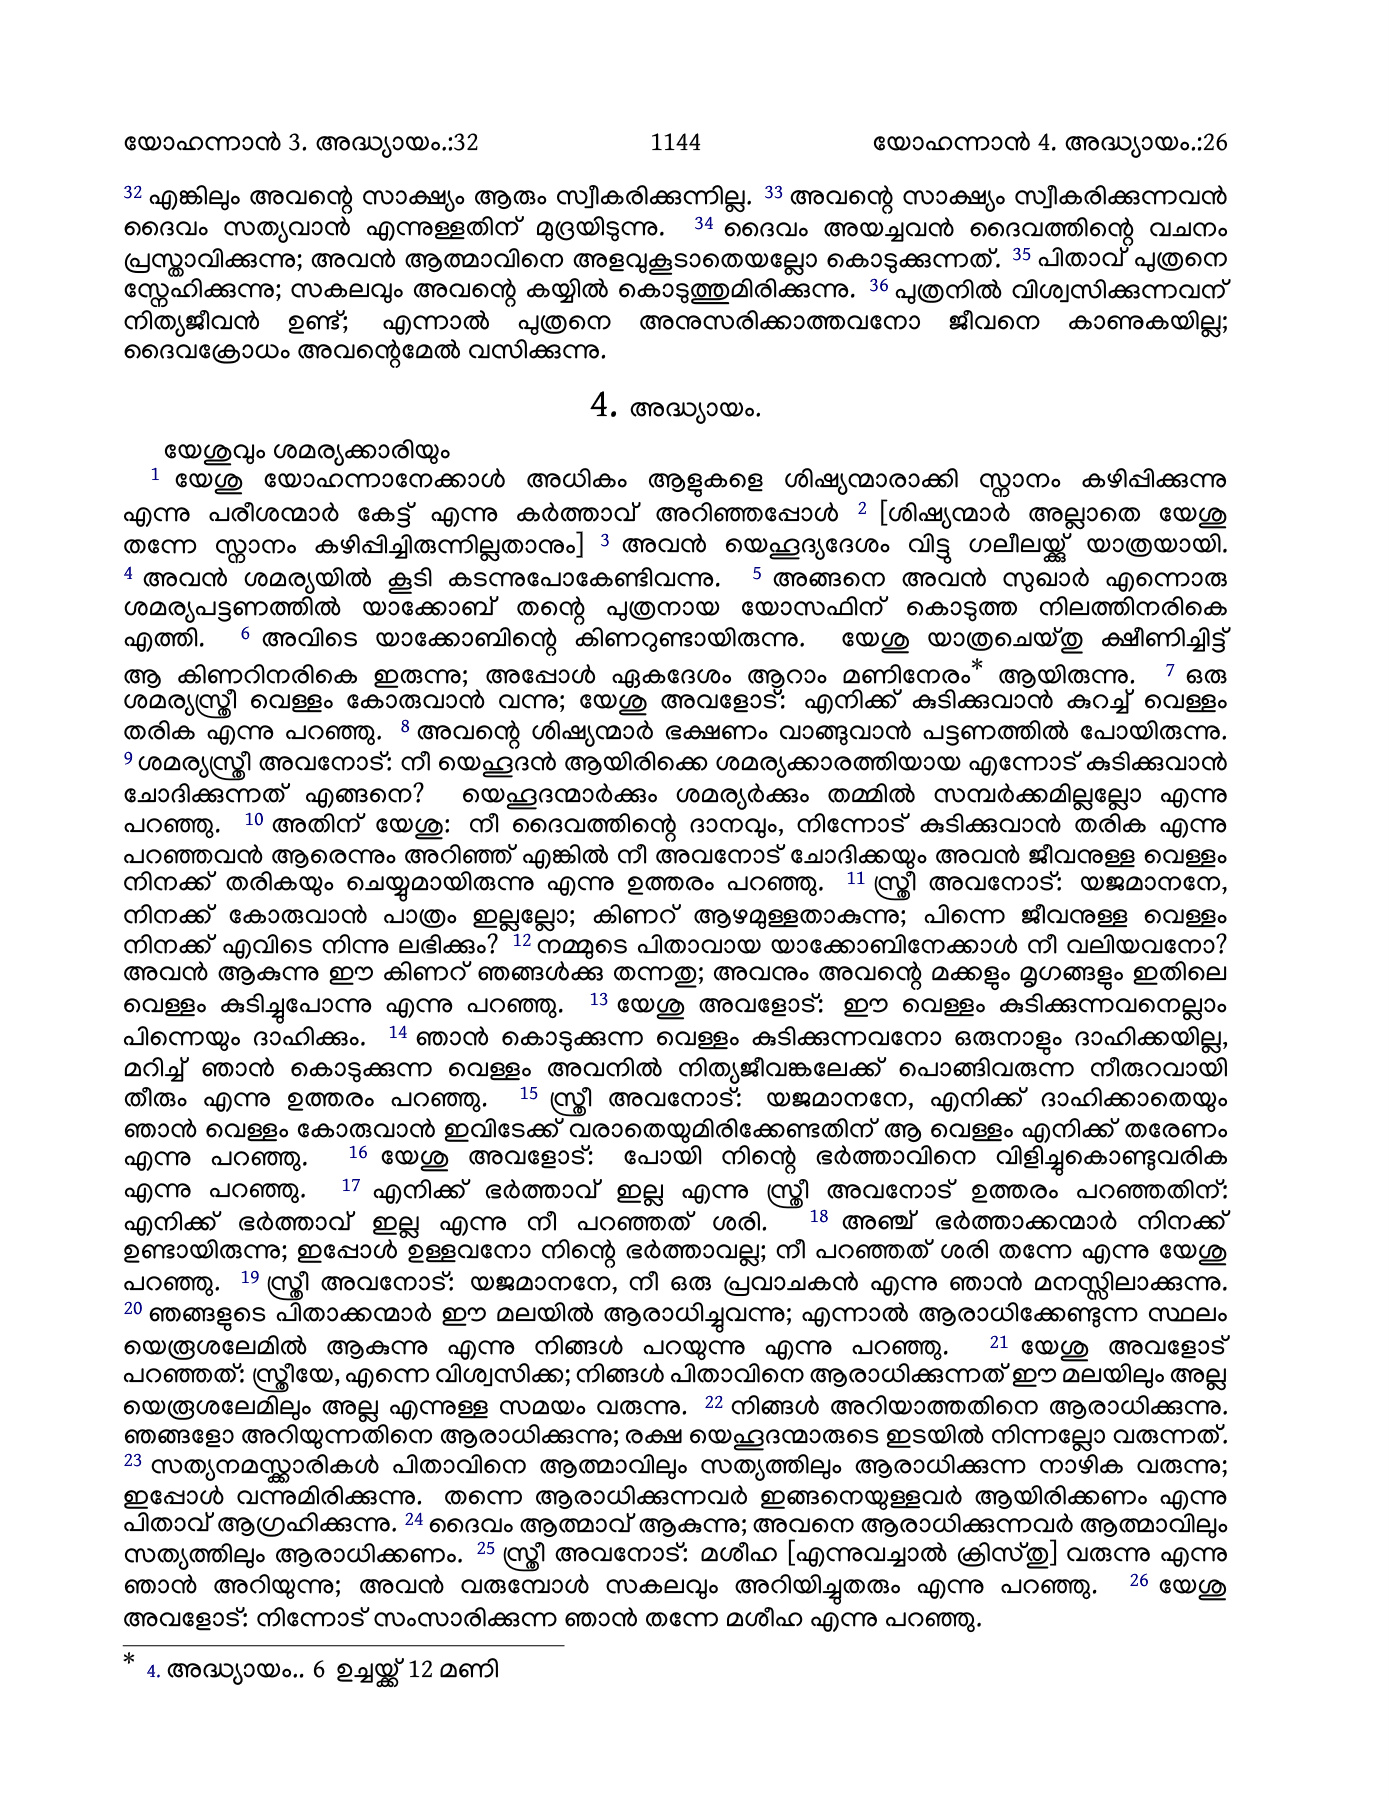 യോഹന്നാൻ 3. അദ്ധ്യായം.:32 1144 യോഹന്നാൻ 4. അദ്ധ്യായം.:26
32 എങ്കിലും അവന്റെ സാക്ഷ്യം ആരും സ്വീകരിക്കുന്നില്ല. 33 അവന്റെ സാക്ഷ്യം സ്വീകരിക്കുന്നവൻ
ദൈവം സത്യവാൻ എന്നുള്ളതിന് മുദ്രയിടുന്നു. 34 ദൈവം അയച്ചവൻ ദൈവത്തിന്റെ വചനം
പ്രസ്താവിക്കുന്നു; അവൻ ആത്മാവിനെ അളവുകൂടാതെയല്ലോ കൊടുക്കുന്നത്. 35 പിതാവ് പുത്രനെ
സ്നേഹിക്കുന്നു; സകലവും അവന്റെ കയ്യിൽ കൊടുത്തുമിരിക്കുന്നു. 36 പുത്രനിൽ വിശ്വസിക്കുന്നവന്
നിത്യജീവൻ ഉണ്ട്; എന്നാൽ പുത്രനെ അനുസരിക്കാത്തവനോ ജീവനെ കാണുകയില്ല;
ദൈവക്രോധം അവന്റെമേൽ വസിക്കുന്നു.
4. അദ്ധ്യായം.
യേശുവും ശമര്യക്കാരിയും
1 യേശു യോഹന്നാനേക്കാൾ അധികം ആളുകളെ ശിഷ്യന്മാരാക്കി സ്നാനം കഴിപ്പിക്കുന്നു
എന്നു പരീശന്മാർ കേട്ട് എന്നു കർത്താവ് അറിഞ്ഞപ്പോൾ 2 [ശിഷ്യന്മാർ അല്ലാതെ യേശു
തന്നേ സ്നാനം കഴിപ്പിച്ചിരുന്നില്ലതാനും] 3 അവൻ യെഹൂദ്യദേശം വിട്ടു ഗലീലയ്ക്ക് യാത്രയായി.
4 അവൻ ശമര്യയിൽ കൂടി കടന്നുപോകേണ്ടിവന്നു. 5 അങ്ങനെ അവൻ സുഖാർ എന്നൊരു
ശമര്യപട്ടണത്തിൽ യാക്കോബ് തന്റെ പുത്രനായ യോസഫിന് കൊടുത്ത നിലത്തിനരികെ
എത്തി. 6 അവിടെ യാക്കോബിന്റെ കിണറുണ്ടായിരുന്നു. യേശു യാത്രചെയ്തു ക്ഷീണിച്ചിട്ട്
ആ കിണറിനരികെ ഇരുന്നു; അപ്പോൾ ഏകദേശം ആറാം മണിനേരം* ആയിരുന്നു. 7 ഒരു
ശമര്യസ്ത്രീ വെള്ളം കോരുവാൻ വന്നു; യേശു അവളോട്: എനിക്ക് കുടിക്കുവാൻ കുറച്ച് വെള്ളം
തരിക എന്നു പറഞ്ഞു. 8 അവന്റെ ശിഷ്യന്മാർ ഭക്ഷണം വാങ്ങുവാൻ പട്ടണത്തിൽ പോയിരുന്നു.
9 ശമര്യസ്ത്രീ അവനോട്: നീ യെഹൂദൻ ആയിരിക്കെ ശമര്യക്കാരത്തിയായ എന്നോട് കുടിക്കുവാൻ
ചോദിക്കുന്നത് എങ്ങനെ? യെഹൂദന്മാർക്കും ശമര്യർക്കും തമ്മിൽ സമ്പർക്കമില്ലല്ലോ എന്നു
പറഞ്ഞു. 10 അതിന് യേശു: നീ ദൈവത്തിന്റെ ദാനവും, നിന്നോട് കുടിക്കുവാൻ തരിക എന്നു
പറഞ്ഞവൻ ആരെന്നും അറിഞ്ഞ് എങ്കിൽ നീ അവനോട് ചോദിക്കയും അവൻ ജീവനുള്ള വെള്ളം
നിനക്ക് തരികയും ചെയ്യുമായിരുന്നു എന്നു ഉത്തരം പറഞ്ഞു. 11 സ്ത്രീ അവനോട്: യജമാനനേ,
നിനക്ക് കോരുവാൻ പാത്രം ഇല്ലല്ലോ; കിണറ് ആഴമുള്ളതാകുന്നു; പിന്നെ ജീവനുള്ള വെള്ളം
നിനക്ക് എവിടെ നിന്നു ലഭിക്കും? 12 നമ്മുടെ പിതാവായ യാക്കോബിനേക്കാൾ നീ വലിയവനോ?
അവൻ ആകുന്നു ഈ കിണറ് ഞങ്ങൾക്കു തന്നതു; അവനും അവന്റെ മക്കളും മൃഗങ്ങളും ഇതിലെ
വെള്ളം കുടിച്ചുപോന്നു എന്നു പറഞ്ഞു. 13 യേശു അവളോട്: ഈ വെള്ളം കുടിക്കുന്നവനെല്ലാം
പിന്നെയും ദാഹിക്കും. 14 ഞാൻ കൊടുക്കുന്ന വെള്ളം കുടിക്കുന്നവനോ ഒരുനാളും ദാഹിക്കയില്ല,
മറിച്ച് ഞാൻ കൊടുക്കുന്ന വെള്ളം അവനിൽ നിത്യജീവങ്കലേക്ക് പൊങ്ങിവരുന്ന നീരുറവായി
തീരും എന്നു ഉത്തരം പറഞ്ഞു. 15 സ്ത്രീ അവനോട്: യജമാനനേ, എനിക്ക് ദാഹിക്കാതെയും
ഞാൻ വെള്ളം കോരുവാൻ ഇവിടേക്ക് വരാതെയുമിരിക്കേണ്ടതിന് ആ വെള്ളം എനിക്ക് തരേണം
എന്നു പറഞ്ഞു. 16 യേശു അവളോട്: പോയി നിന്റെ ഭർത്താവിനെ വിളിച്ചുകൊണ്ടുവരിക
എന്നു പറഞ്ഞു. 17 എനിക്ക് ഭർത്താവ് ഇല്ല എന്നു സ്ത്രീ അവനോട് ഉത്തരം പറഞ്ഞതിന്:
എനിക്ക് ഭർത്താവ് ഇല്ല എന്നു നീ പറഞ്ഞത് ശരി. 18 അഞ്ച് ഭർത്താക്കന്മാർ നിനക്ക്
ഉണ്ടായിരുന്നു; ഇപ്പോൾ ഉള്ളവനോ നിന്റെ ഭർത്താവല്ല; നീ പറഞ്ഞത് ശരി തന്നേ എന്നു യേശു
പറഞ്ഞു. 19 സ്ത്രീ അവനോട്: യജമാനനേ, നീ ഒരു പ്രവാചകൻ എന്നു ഞാൻ മനസ്സിലാക്കുന്നു.
20 ഞങ്ങളുടെ പിതാക്കന്മാർ ഈ മലയിൽ ആരാധിച്ചുവന്നു; എന്നാൽ ആരാധിക്കേണ്ടുന്ന സ്ഥലം
യെരൂശലേമിൽ ആകുന്നു എന്നു നിങ്ങൾ പറയുന്നു എന്നു പറഞ്ഞു. 21 യേശു അവളോട്
പറഞ്ഞത്: സ്ത്രീയേ, എന്നെ വിശ്വസിക്ക; നിങ്ങൾ പിതാവിനെ ആരാധിക്കുന്നത് ഈ മലയിലും അല്ല
യെരൂശലേമിലും അല്ല എന്നുള്ള സമയം വരുന്നു. 22 നിങ്ങൾ അറിയാത്തതിനെ ആരാധിക്കുന്നു.
ഞങ്ങളോ അറിയുന്നതിനെ ആരാധിക്കുന്നു; രക്ഷ യെഹൂദന്മാരുടെ ഇടയിൽ നിന്നല്ലോ വരുന്നത്.
23 സത്യനമസ്ക്കാരികൾ പിതാവിനെ ആത്മാവിലും സത്യത്തിലും ആരാധിക്കുന്ന നാഴിക വരുന്നു;
ഇപ്പോൾ വന്നുമിരിക്കുന്നു. തന്നെ ആരാധിക്കുന്നവർ ഇങ്ങനെയുള്ളവർ ആയിരിക്കണം എന്നു
പിതാവ് ആഗ്രഹിക്കുന്നു. 24 ദൈവം ആത്മാവ് ആകുന്നു; അവനെ ആരാധിക്കുന്നവർ ആത്മാവിലും
സത്യത്തിലും ആരാധിക്കണം. 25 സ്ത്രീ അവനോട്: മശീഹ [എന്നുവച്ചാൽ ക്രിസ്തു] വരുന്നു എന്നു
ഞാൻ അറിയുന്നു; അവൻ വരുമ്പോൾ സകലവും അറിയിച്ചുതരും എന്നു പറഞ്ഞു. 26 യേശു
അവളോട്: നിന്നോട് സംസാരിക്കുന്ന ഞാൻ തന്നേ മശീഹ എന്നു പറഞ്ഞു.
* 4. അദ്ധ്യായം.. 6 ഉച്ചയ്ക്ക് 12 മണി